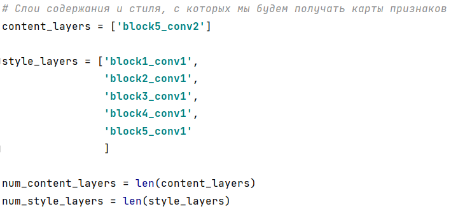 # Слои содержания и стиля, с которых мы будем получать карты признаков
content_layers = ['block5_conv2']
style_layers = ['block1_conv1',
'block2_conv1',
'block3_conv1',
'block4_conv1',
'block5_conv1'
]
num_content_layers = len(content_layers)
num_style_layers = len(style_layers)